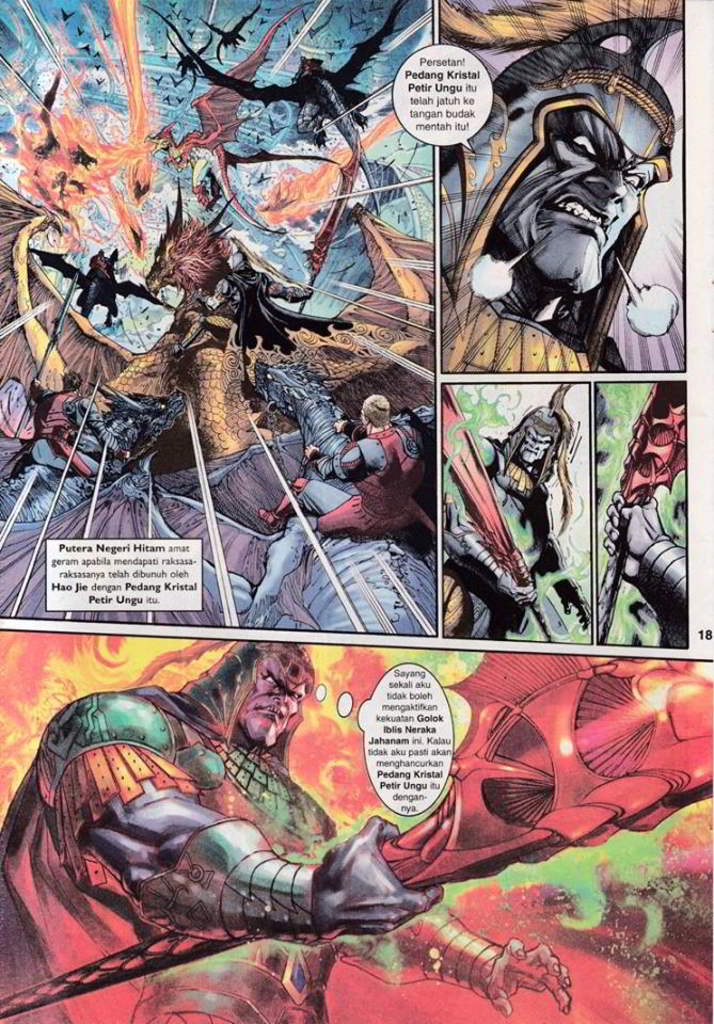 Persetan!
Pedang Kristal
Petir Ungu itu
telah jatuh ke
tangan budak
mentah itu!
Putera Negeri Hitam amat
geram apabila mendapati raksasa-
raksasanya telah dibunuh oleh
Hao Jie dengan Pedang Kristal
Petir Ungu itu.
18
Sayang
sekali aku
tidak boleh
mengaktifkan
kekuatan Golok
Iblis Neraka
Jahanam ini. Kalau
tidak aku pasti akan
menghancurkan
Pedang Kristal
Petir Ungu itu
dengan-
nya.